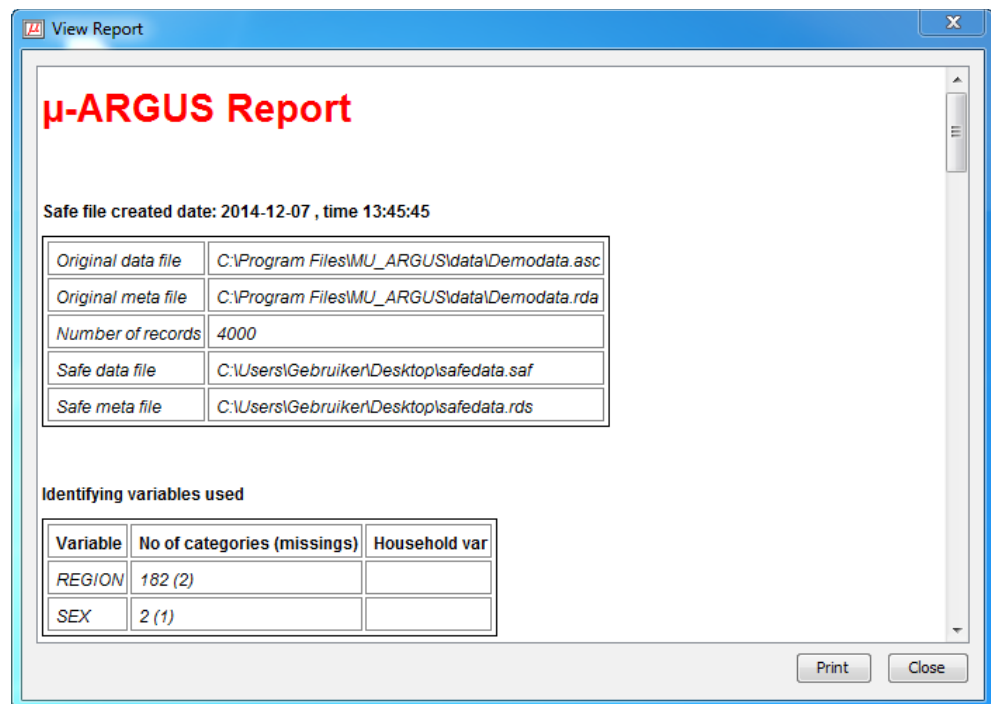 View Report
µ-ARGUS Report
Safe file created date: 2014-12-07 , time 13:45:45
Original data file C:\Program Files\MU_ARGUS\data\Demodata.asc
Original meta file C:\Program Files\MU_ARGUS\data\Demodata.rda
Number of records 4000
Safe data file C:\Users\Gebruiker\Desktop\safedata.saf
Safe meta file C:\Users\Gebruiker\Desktop\safedata.rds
Identifying variables used
Variable No of categories (missings) Household var
REGION 182 (2)
SEX 2 (1)
Print Close